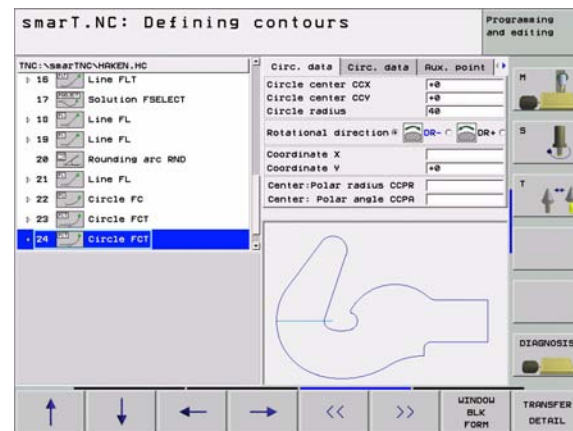 smarT.NC: Defining contours
Programming
and editing
TNC:\smarTNC\HAKEN.HC
16 Line FLT
17 Solution FSELECT
18 Line FL
19 Line FL
20 Rounding arc RND
21 Line FL
22 Circle FC
23 Circle FCT
24 Circle FCT
Circ. data Circ. data Aux. point
Circle center CCX +0
Circle center CCY +0
Circle radius 40
Rotational direction DR- DR+
Coordinate X
Coordinate Y +0
Center:Polar radius CCPR
Center: Polar angle CCPA
M
S
T
DIAGNOSIS
<< >>
WINDOW
BLK
FORM
TRANSFER
DETAIL